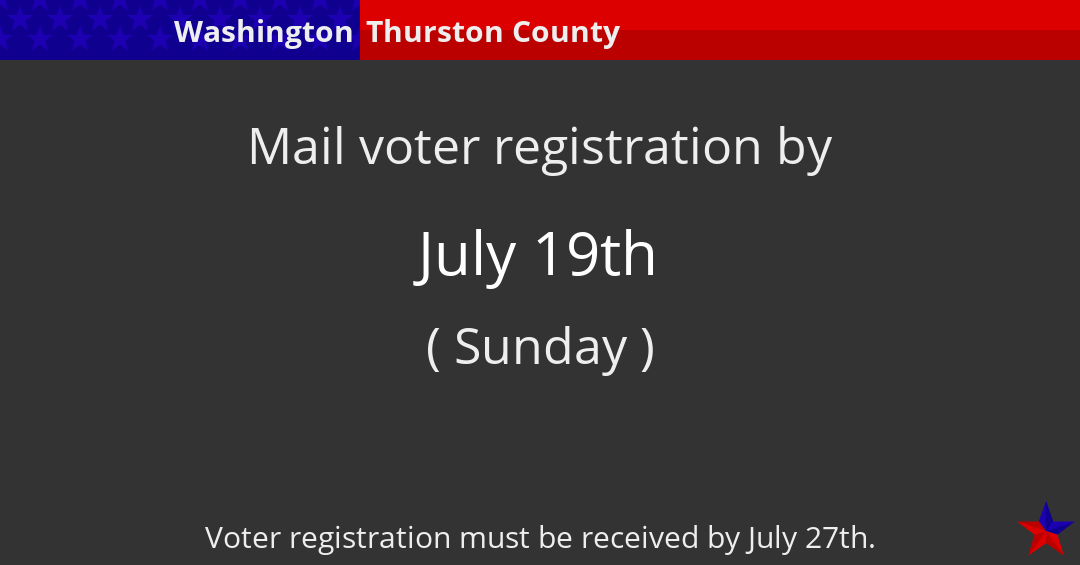 Washington Thurston County
Mail voter registration by
July 19th
( Sunday )
Voter registration must be received by July 27th.